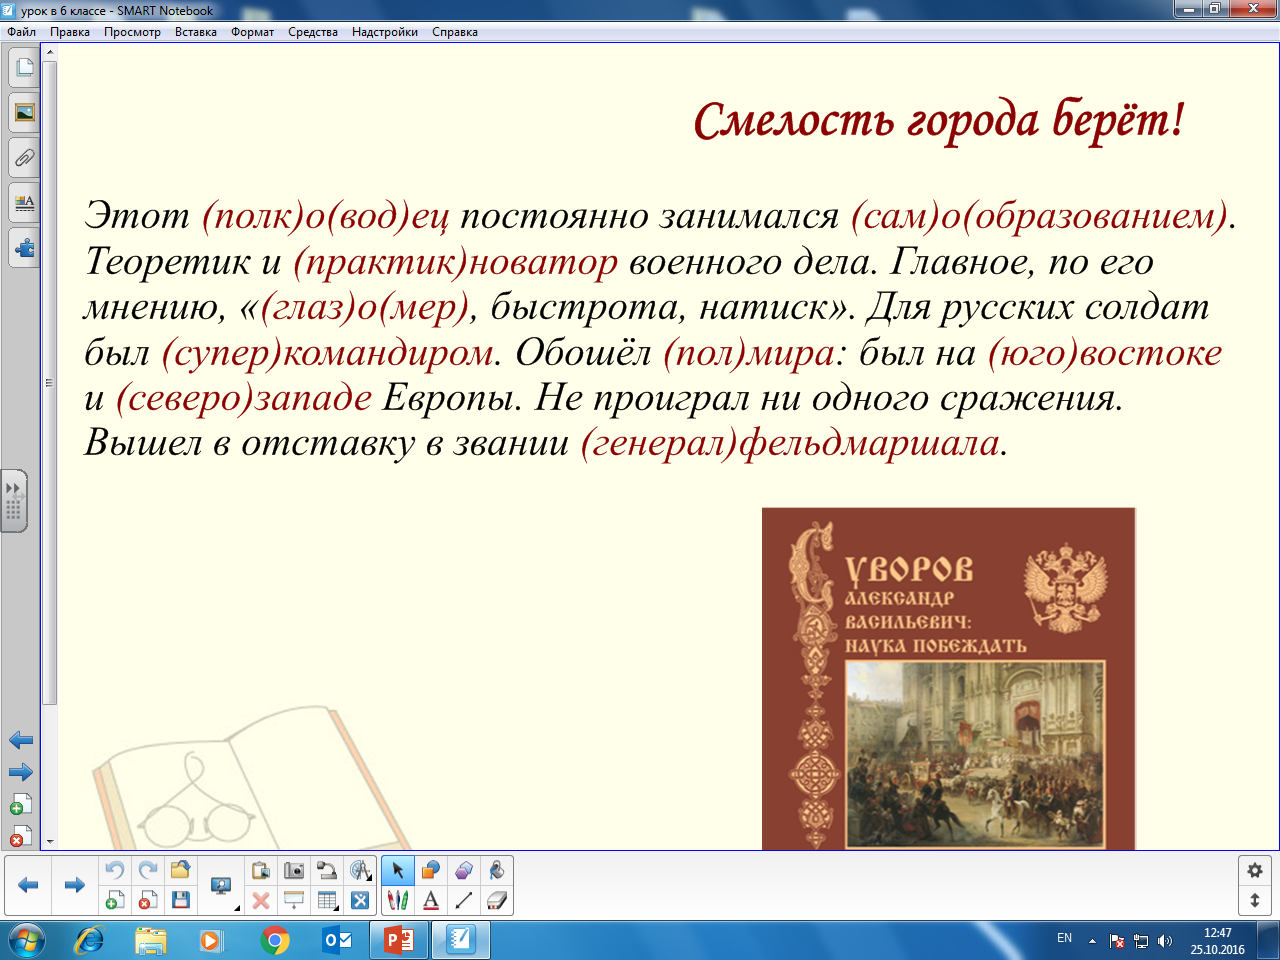 урок в 6 классе - SMART Notebook
Файл Правка Просмотр Вставка Формат Средства Надстройки Справка
Смелость города берёт!
Этот (полк)о(вод)ец постоянно занимался (сам)о(образованием).
Теоретик и (практик)новатор военного дела. Главное, по его
мнению, «(глаз)о(мер), быстрота, натиск». Для русских солдат
был (супер)командиром. Обошёл (пол)мира: был на (юго)востоке
и (северо)западе Европы. Не проиграл ни одного сражения.
Вышел в отставку в звании (генерал)фельдмаршала.
СУВОРОВ
АЛЕКСАНДР
ВАСИЛЬЕВИЧ:
НАУКА ПОБЕЖДАТЬ
EN
12:47
25.10.2016